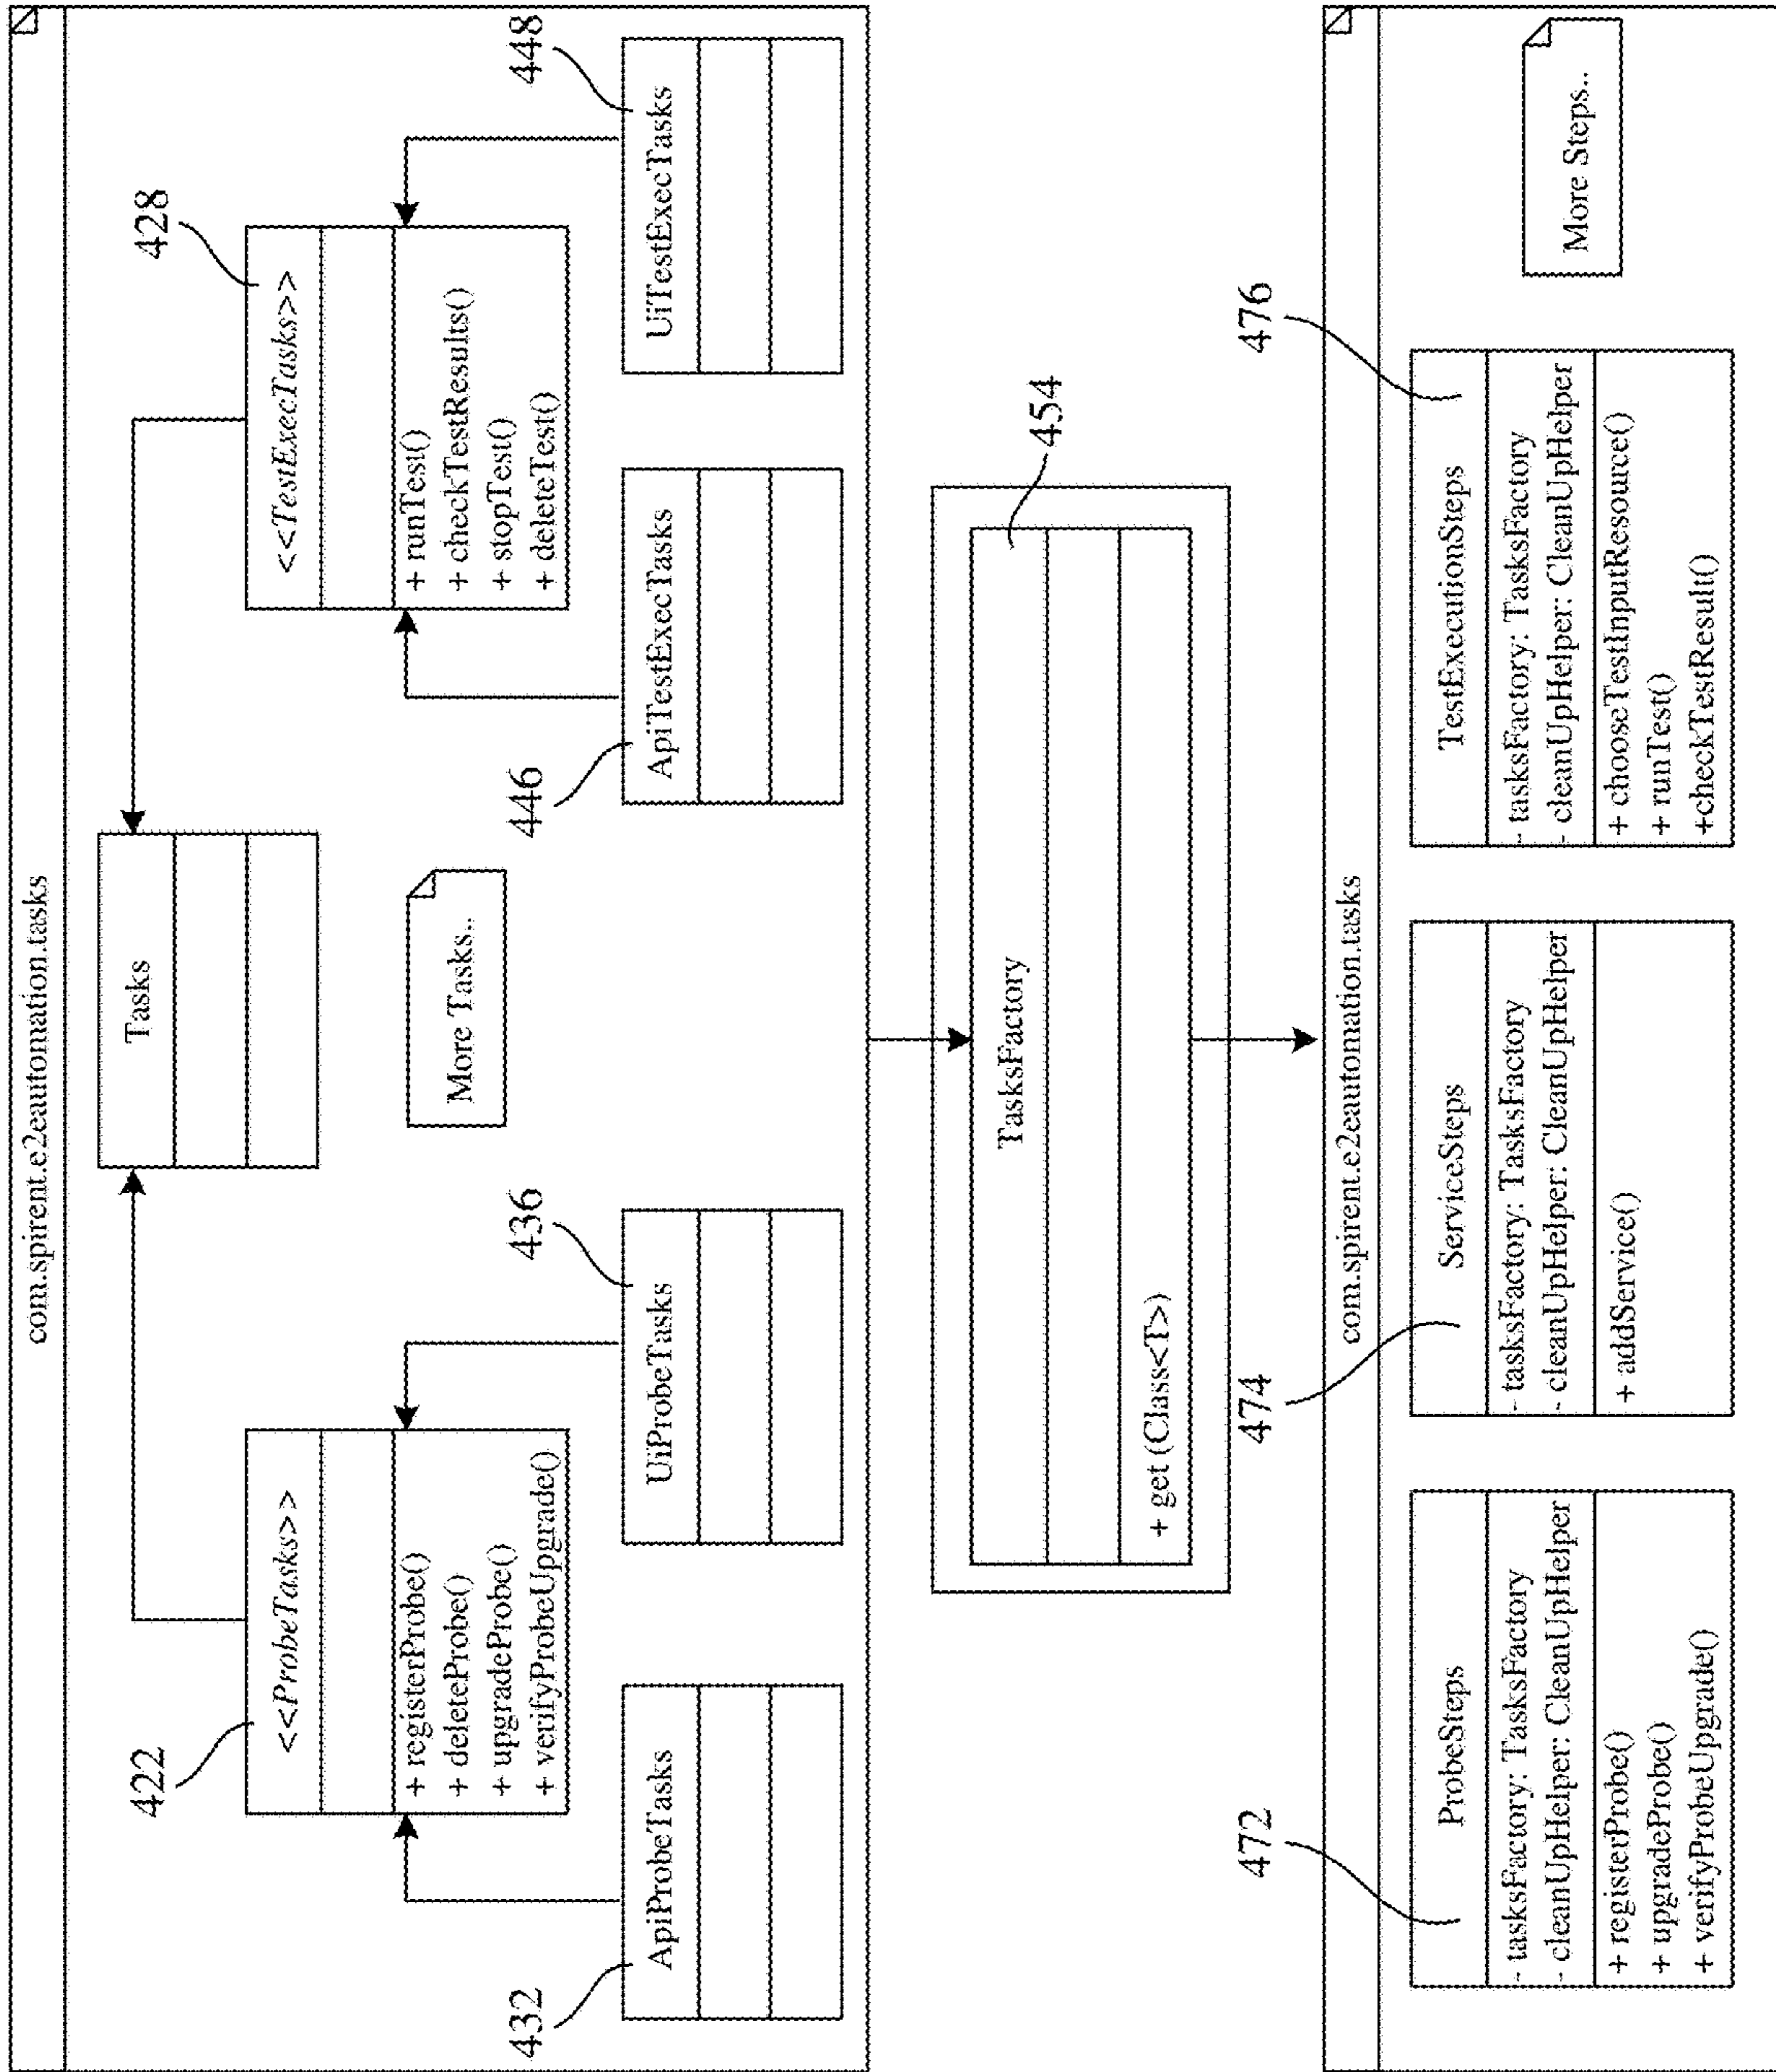 com.spirent.e2eautomation.tasks
Tasks
422
<<ProbeTasks>>
+ registerProbe()
+ deleteProbe()
+ upgradeProbe()
+ verifyProbeUpgrade()
428
<<TestExecTasks>>
+ runTest()
+ checkTestResults()
+ stopTest()
+ deleteTest()
More Tasks..
432
ApiProbeTasks
436
UiProbeTasks
446
ApiTestExecTasks
448
UiTestExecTasks
454
TasksFactory
+ get (Class<T>)
com.spirent.e2eautomation.tasks
472
ProbeSteps
- tasksFactory: TasksFactory
- cleanUpHelper: CleanUpHelper
+ registerProbe()
+ upgradeProbe()
+ verifyProbeUpgrade()
474
ServiceSteps
- tasksFactory: TasksFactory
- cleanUpHelper: CleanUpHelper
+ addService()
476
TestExecutionSteps
- tasksFactory: TasksFactory
- cleanUpHelper: CleanUpHelper
+ chooseTestInputResource()
+ runTest()
+checkTestResult()
More Steps..